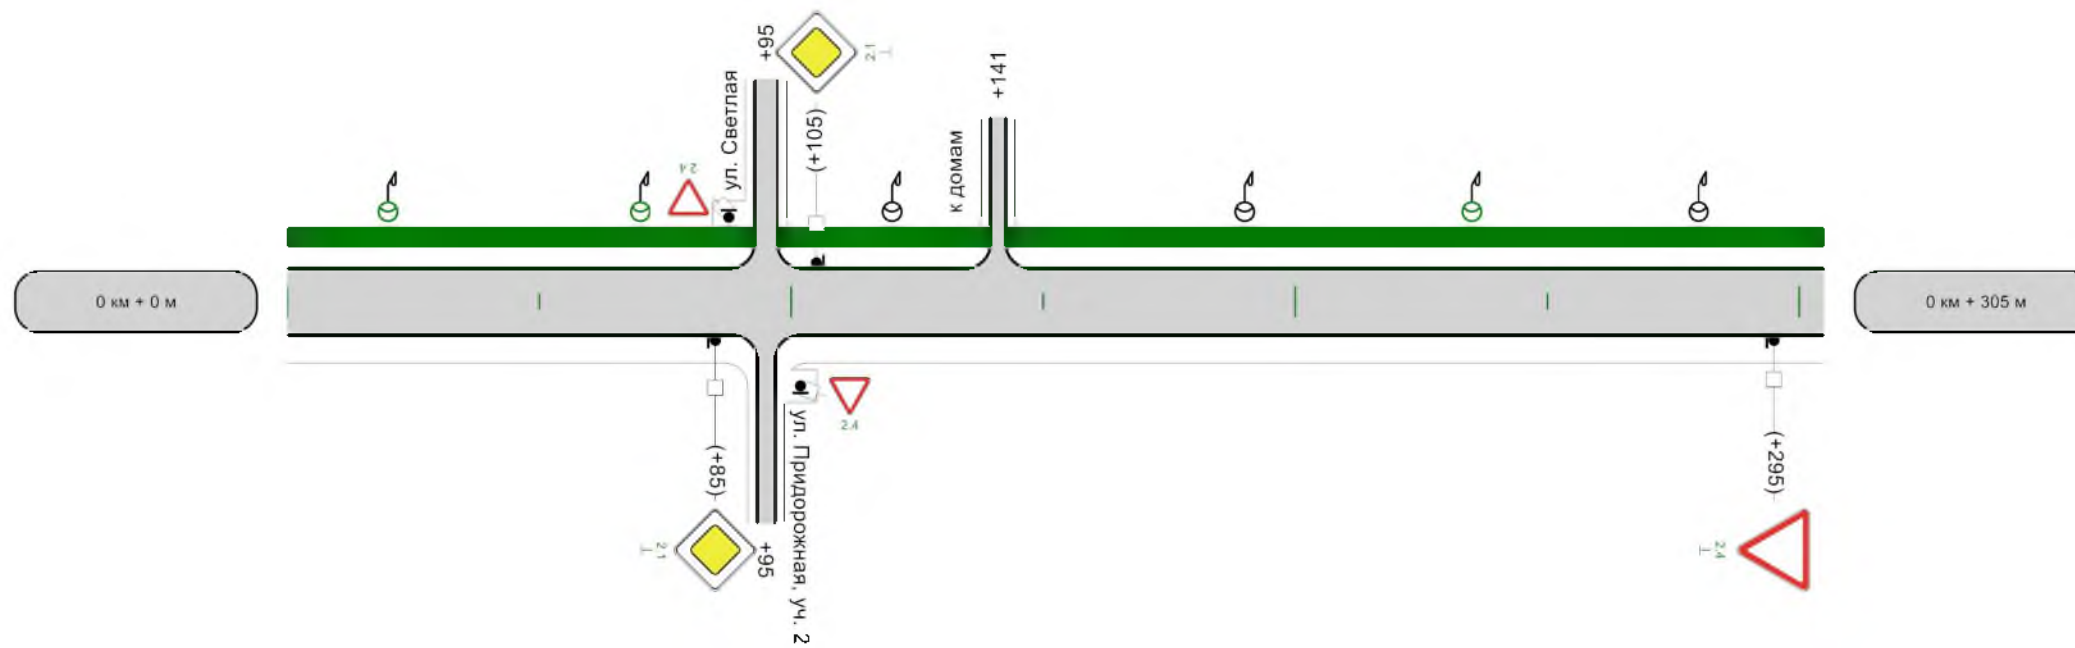 +95
2.1
ул. Светлая
(+105)
+141
к домам
2.4
0 км + 0 м
0 км + 305 м
2.4
(+85)
ул. Придорожная, уч. 2
+95
2.1
(+295)
2.4